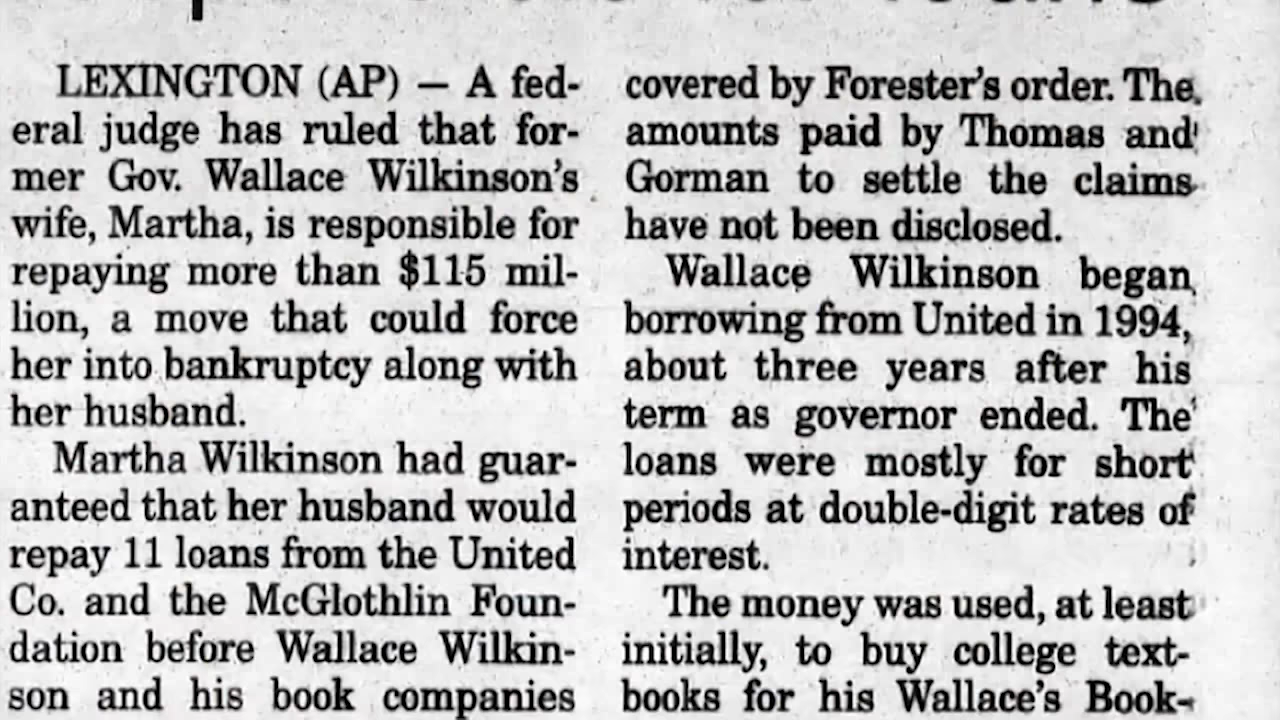 LEXINGTON (AP) — A fed-
eral judge has ruled that for-
mer Gov. Wallace Wilkinson's
wife, Martha, is responsible for
repaying more than $115 mil-
lion, a move that could force
her into bankruptcy along with
her husband.
Martha Wilkinson had guar-
anteed that her husband would
repay 11 loans from the United
Co. and the McGlothlin Foun-
dation before Wallace Wilkin-
son and his book companies
covered by Forester's order. The
amounts paid by Thomas and
Gorman to settle the claims
have not been disclosed.
Wallace Wilkinson began
borrowing from United in 1994,
about three years after his
term as governor ended. The
loans were mostly for short
periods at double-digit rates of
interest.
The money was used, at least
initially, to buy college text-
books for his Wallace's Book-